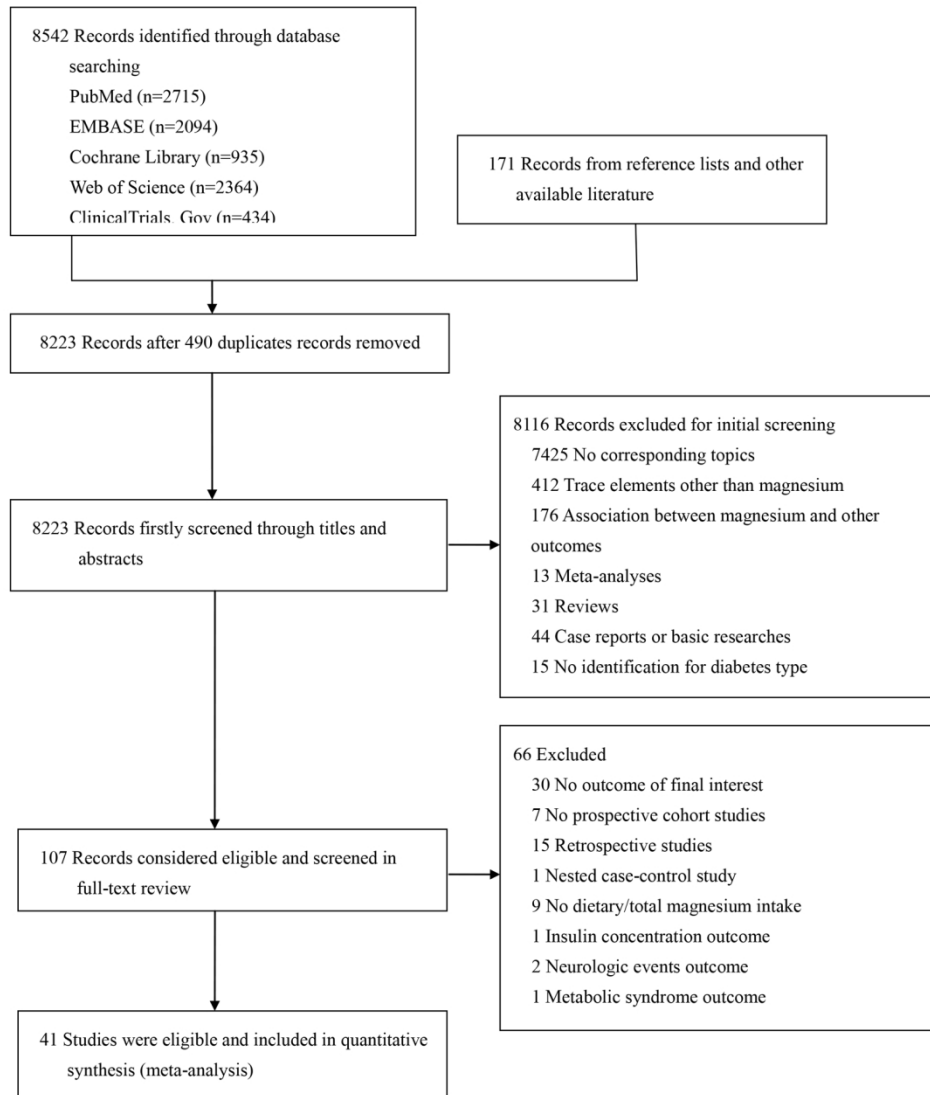 8542 Records identified through database
searching
PubMed (n=2715)
EMBASE (n=2094)
Cochrane Library (n=935)
Web of Science (n=2364)
ClinicalTrials. Gov (n=434)
171 Records from reference lists and other
available literature
8223 Records after 490 duplicates records removed
8223 Records firstly screened through titles and
abstracts
8116 Records excluded for initial screening
7425 No corresponding topics
412 Trace elements other than magnesium
176 Association between magnesium and other
outcomes
13 Meta-analyses
31 Reviews
44 Case reports or basic researches
15 No identification for diabetes type
107 Records considered eligible and screened in
full-text review
66 Excluded
30 No outcome of final interest
7 No prospective cohort studies
15 Retrospective studies
1 Nested case-control study
9 No dietary/total magnesium intake
1 Insulin concentration outcome
2 Neurologic events outcome
1 Metabolic syndrome outcome
41 Studies were eligible and included in quantitative
synthesis (meta-analysis)